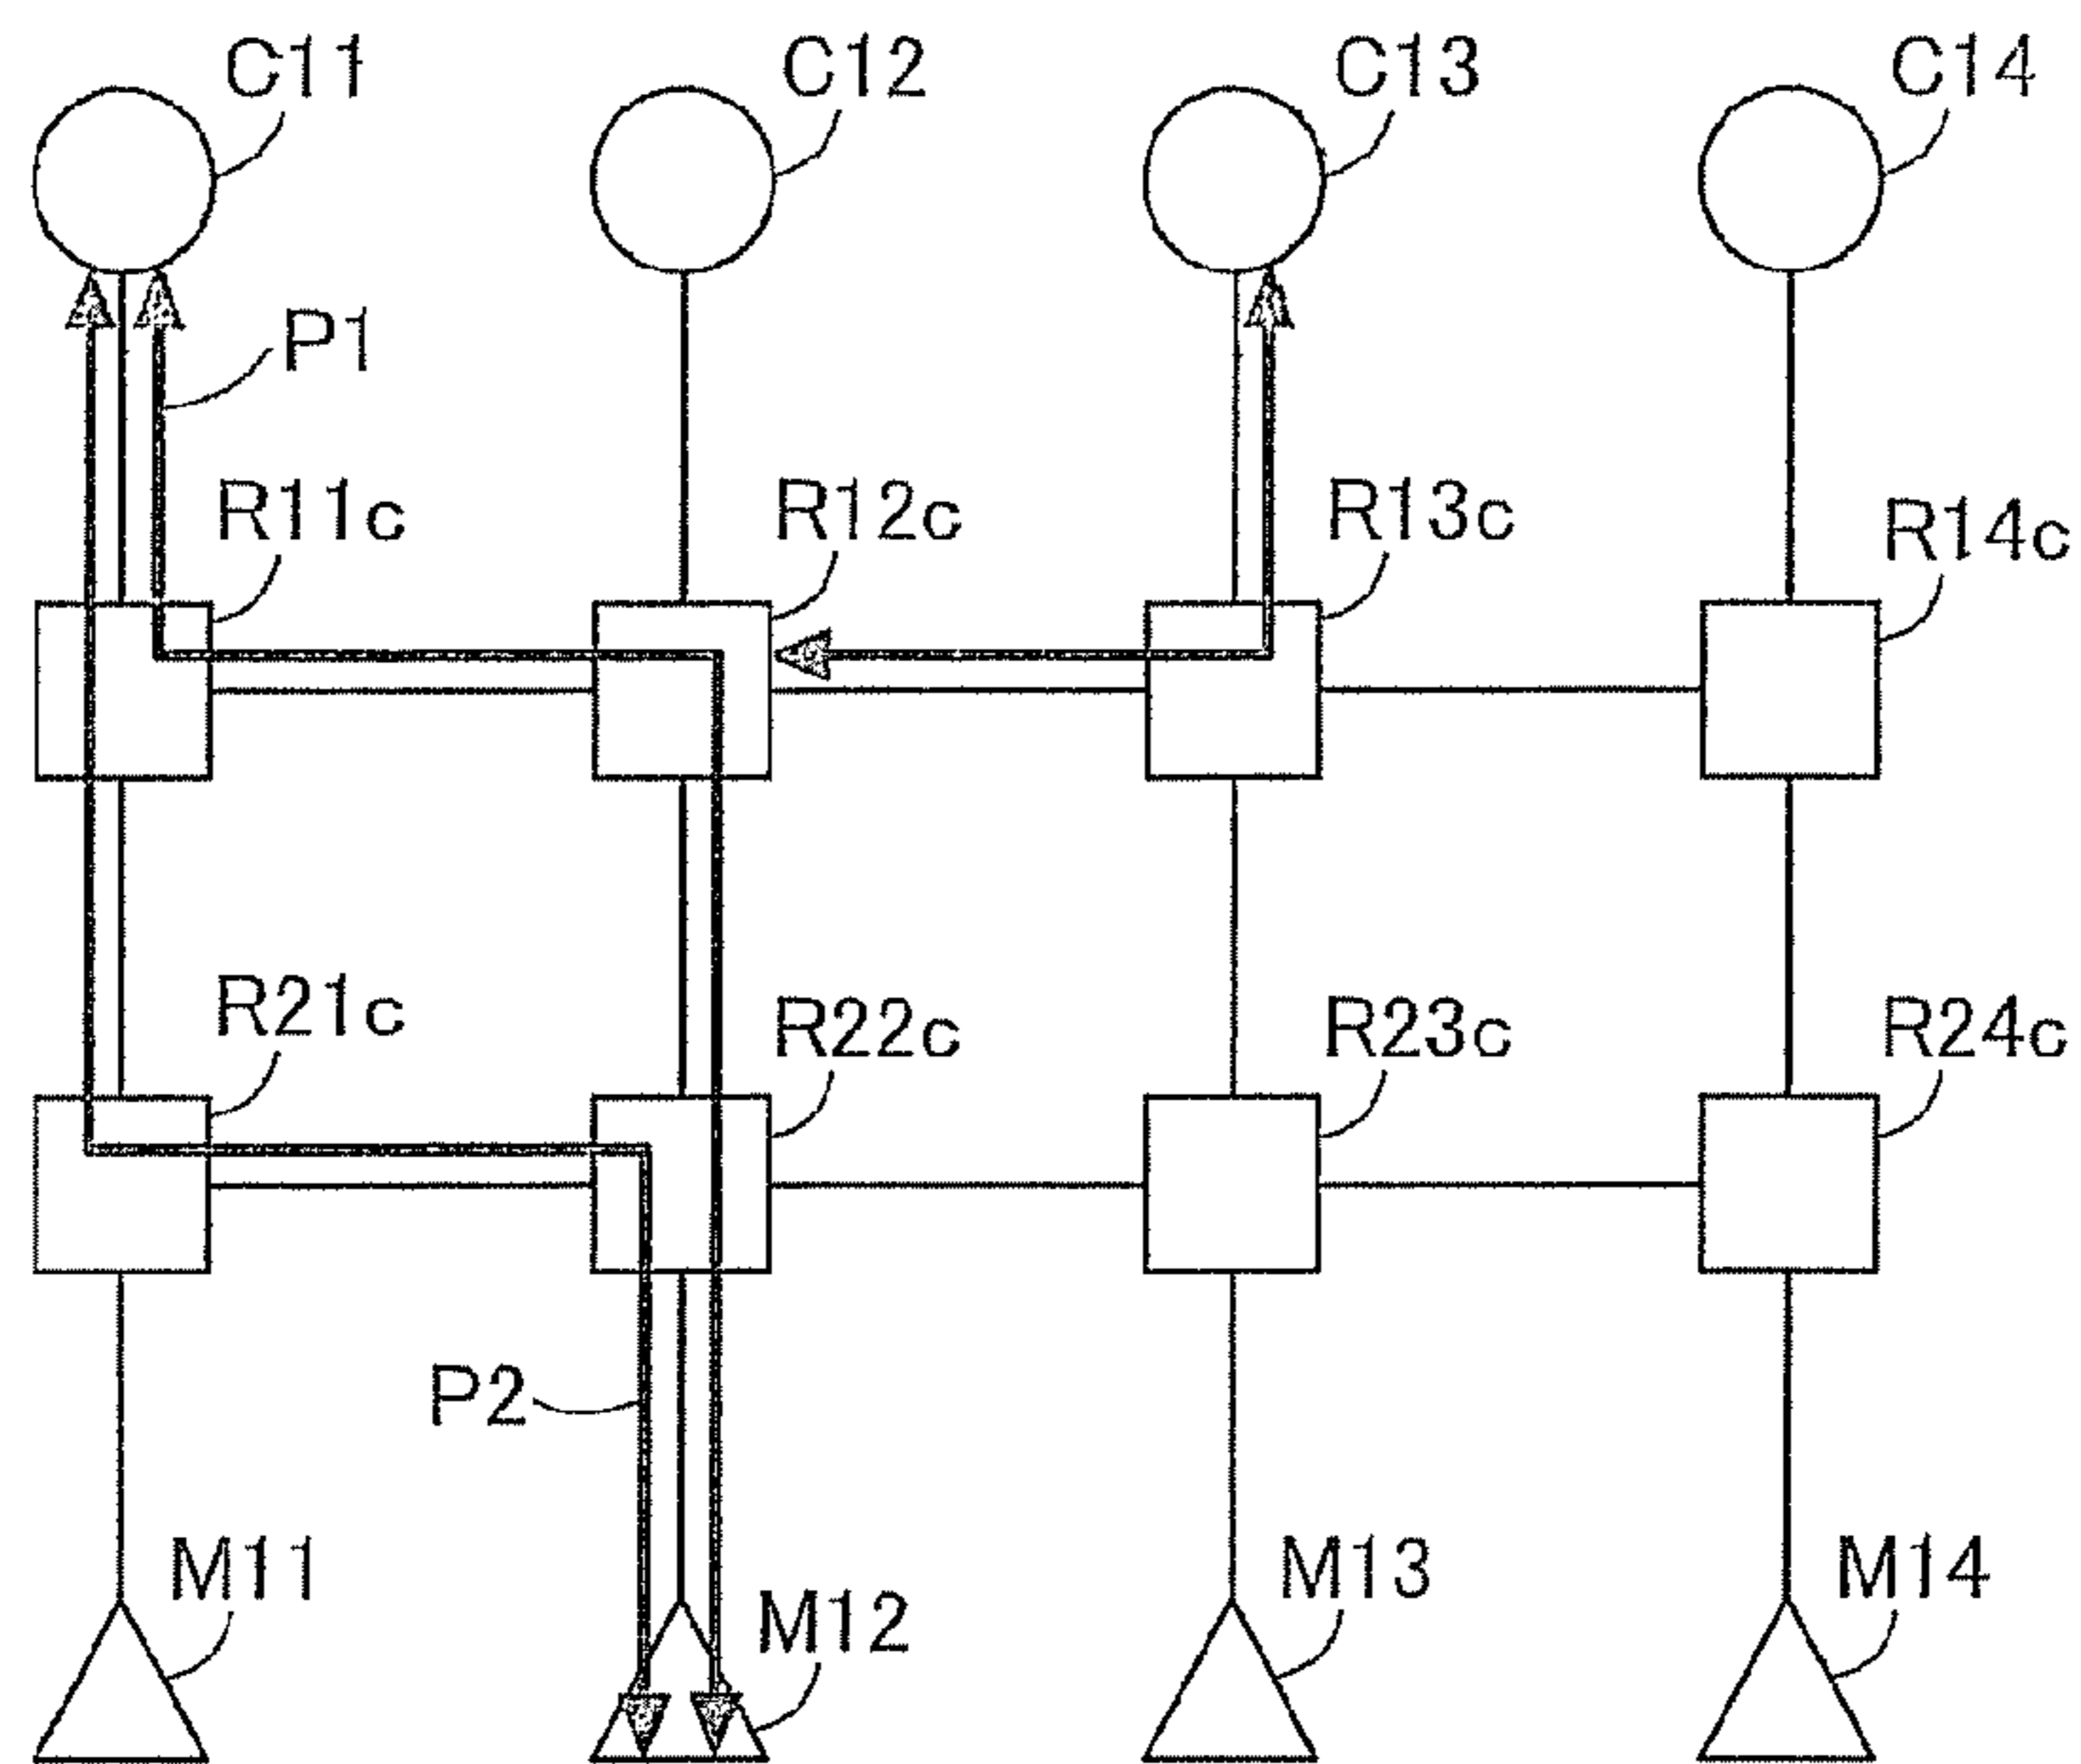 C11 C12 C13 C14
P1
R11c R12c R13c R14c
R21c R22c R23c R24c
P2
M11 M12 M13 M14